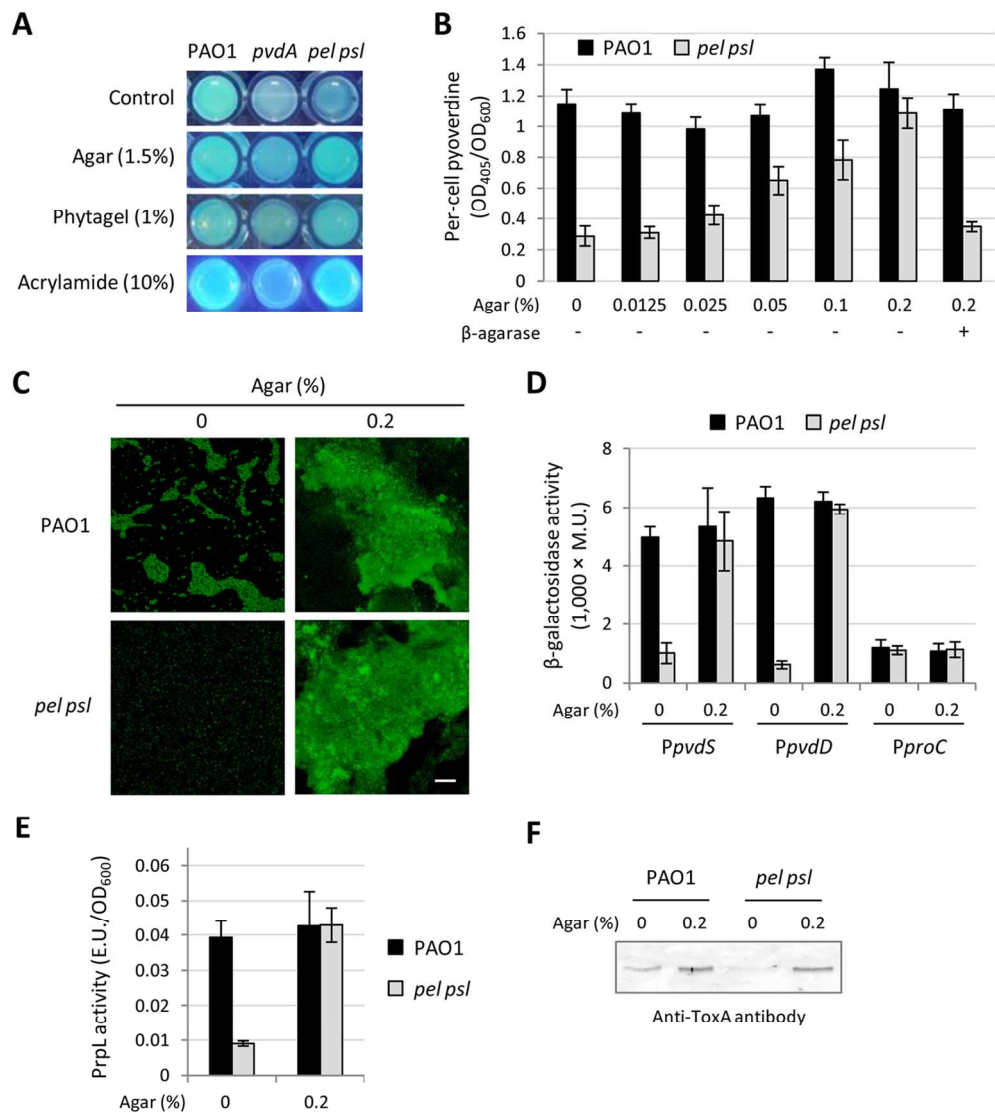 A
PAO1 pvdA pel psl
Control
Agar (1.5%)
Phytagel (1%)
Acrylamide (10%)
B
PAO1 pel psl
Per-cell pyoverdine
(OD405/OD600)
1.6
1.4
1.2
1
0.8
0.6
0.4
0.2
0
Agar (%) 0 0.0125 0.025 0.05 0.1 0.2 0.2
β-agarase - - - - - - +
C
Agar (%)
0 0.2
PAO1
pel psl
D
PAO1 pel psl
β-galactosidase activity
(1,000 × M.U.)
8
6
4
2
0
Agar (%) 0 0.2 0 0.2 0 0.2
PpvdS PpvdD PproC
E
PrpL activity (E.U./OD600)
0.06
0.05
0.04
0.03
0.02
0.01
0
PAO1
pel psl
Agar (%) 0 0.2
F
PAO1 pel psl
Agar (%) 0 0.2 0 0.2
Anti-ToxA antibody